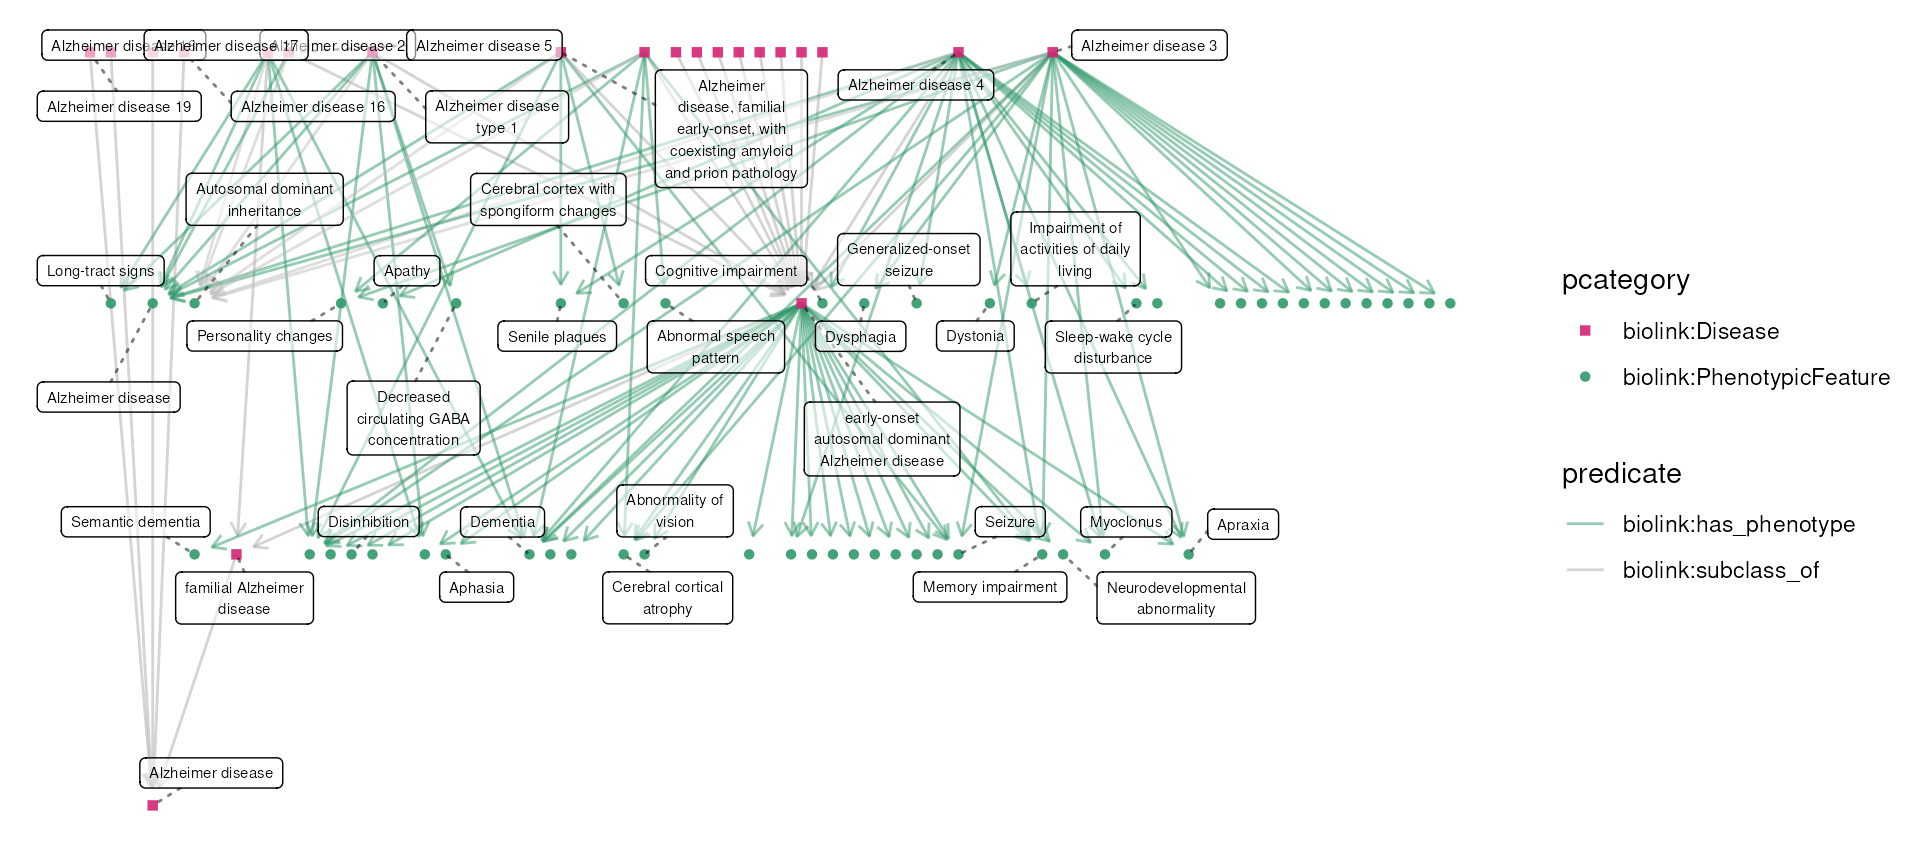 Alzheimer disease 17
Alzheimer disease 2
Alzheimer disease 5
Alzheimer disease 3
Alzheimer disease 19
Alzheimer disease 16
Alzheimer disease
type 1
Alzheimer
disease, familial
early-onset, with
coexisting amyloid
and prion pathology
Alzheimer disease 4
Autosomal dominant
inheritance
Cerebral cortex with
spongiform changes
Long-tract signs
Apathy
Cognitive impairment
Generalized-onset
seizure
Impairment of
activities of daily
living
Personality changes
Senile plaques
Abnormal speech
pattern
Dysphagia
Dystonia
Sleep-wake cycle
disturbance
Alzheimer disease
Decreased
circulating GABA
concentration
early-onset
autosomal dominant
Alzheimer disease
Semantic dementia
Disinhibition
Dementia
Abnormality of
vision
Seizure
Myoclonus
Apraxia
familial Alzheimer
disease
Aphasia
Cerebral cortical
atrophy
Memory impairment
Neurodevelopmental
abnormality
Alzheimer disease
pcategory
biolink:Disease
biolink:PhenotypicFeature
predicate
biolink:has_phenotype
biolink:subclass_of